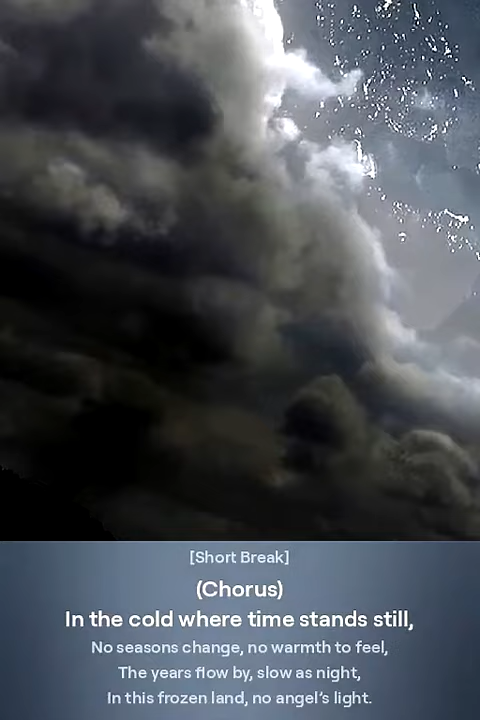 [Short Break]
(Chorus)
In the cold where time stands still,
No seasons change, no warmth to feel,
The years flow by, slow as night,
In this frozen land, no angel’s light.